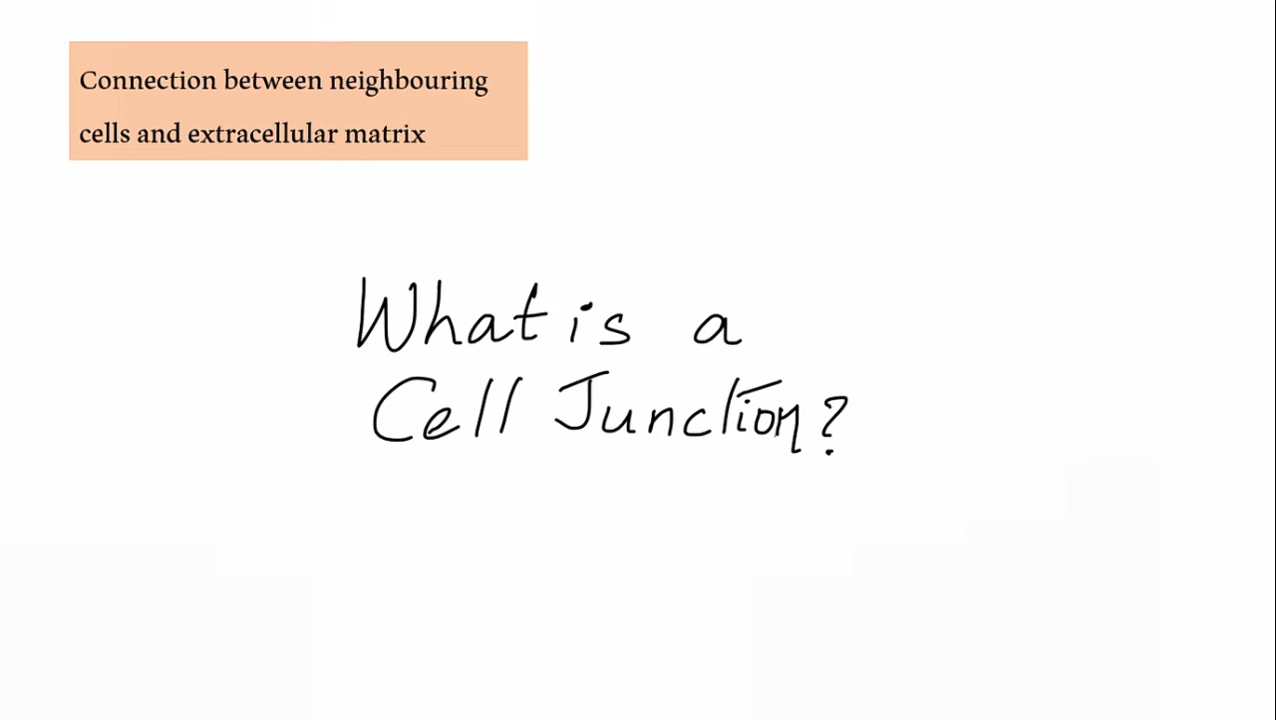 Connection between neighbouring
cells and extracellular matrix
What is a
Cell Junction?